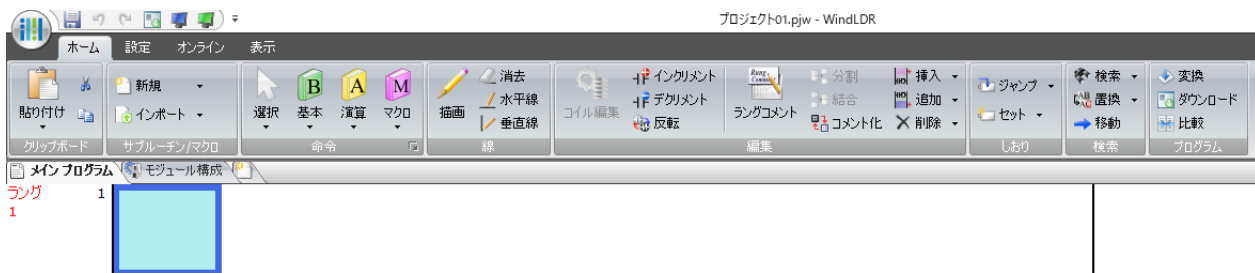 プロジェクト01.pjw - WindLDR
ホーム 設定 オンライン 表示
貼り付け
クリップボード
新規
インポート
サブルーチン/マクロ
選択
B 基本
A 演算
M マクロ
命令
描画
消去
水平線
垂直線
線
コイル編集
インクリメント
デクリメント
反転
ラングコメント
分割
結合
コメント化
挿入
追加
削除
編集
ジャンプ
セット
しおり
検索
置換
移動
検索
変換
ダウンロード
比較
プログラム
メイン プログラム モジュール構成
ラング 1
1